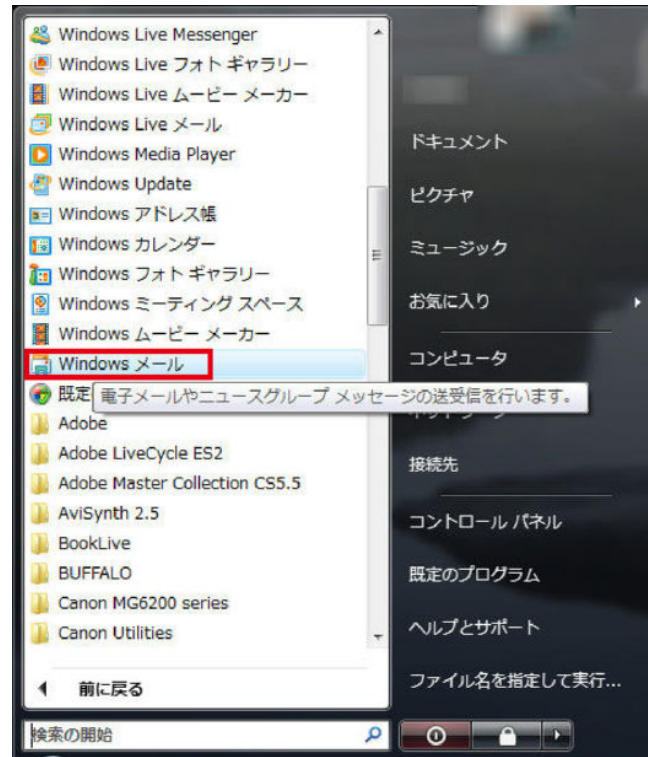 Windows Live Messenger
Windows Live フォト ギャラリー
Windows Live ムービー メーカー
Windows Live メール
Windows Media Player
Windows Update
Windows アドレス帳
Windows カレンダー
Windows フォト ギャラリー
Windows ミーティング スペース
Windows ムービー メーカー
Windows メール
既定
電子メールやニュースグループ メッセージの送受信を行います。
Adobe
Adobe LiveCycle ES2
Adobe Master Collection CS5.5
AviSynth 2.5
BookLive
BUFFALO
Canon MG6200 series
Canon Utilities
前に戻る
検索の開始
ドキュメント
ピクチャ
ミュージック
お気に入り
コンピュータ
接続先
コントロール パネル
既定のプログラム
ヘルプとサポート
ファイル名を指定して実行...